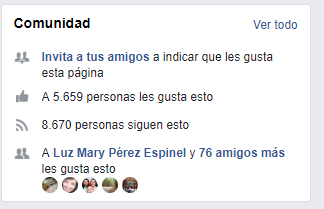 Comunidad
Ver todo
Invita a tus amigos a indicar que les gusta
esta página
A 5.659 personas les gusta esto
8.670 personas siguen esto
A Luz Mary Pérez Espinel y 76 amigos más
les gusta esto